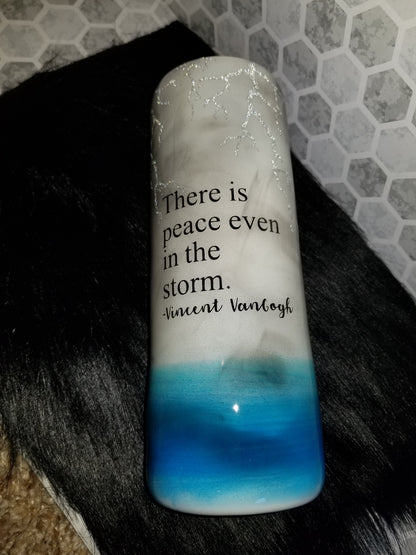 There is
peace even
in the
storm.
-Vincent VanGogh